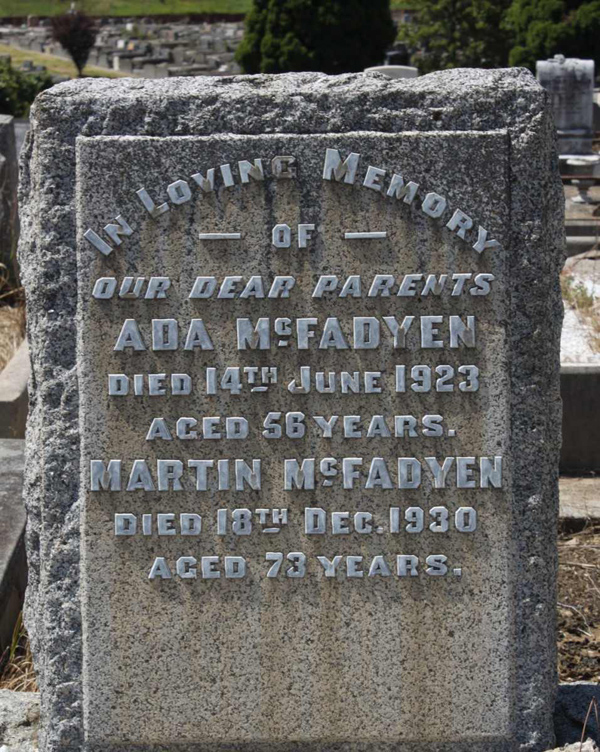 In Loving Memory
— OF —
OUR DEAR PARENTS
ADA McFADYEN
DIED 14TH JUNE 1923
AGED 56 YEARS.
MARTIN McFADYEN
DIED 18TH DEC. 1930
AGED 73 YEARS.